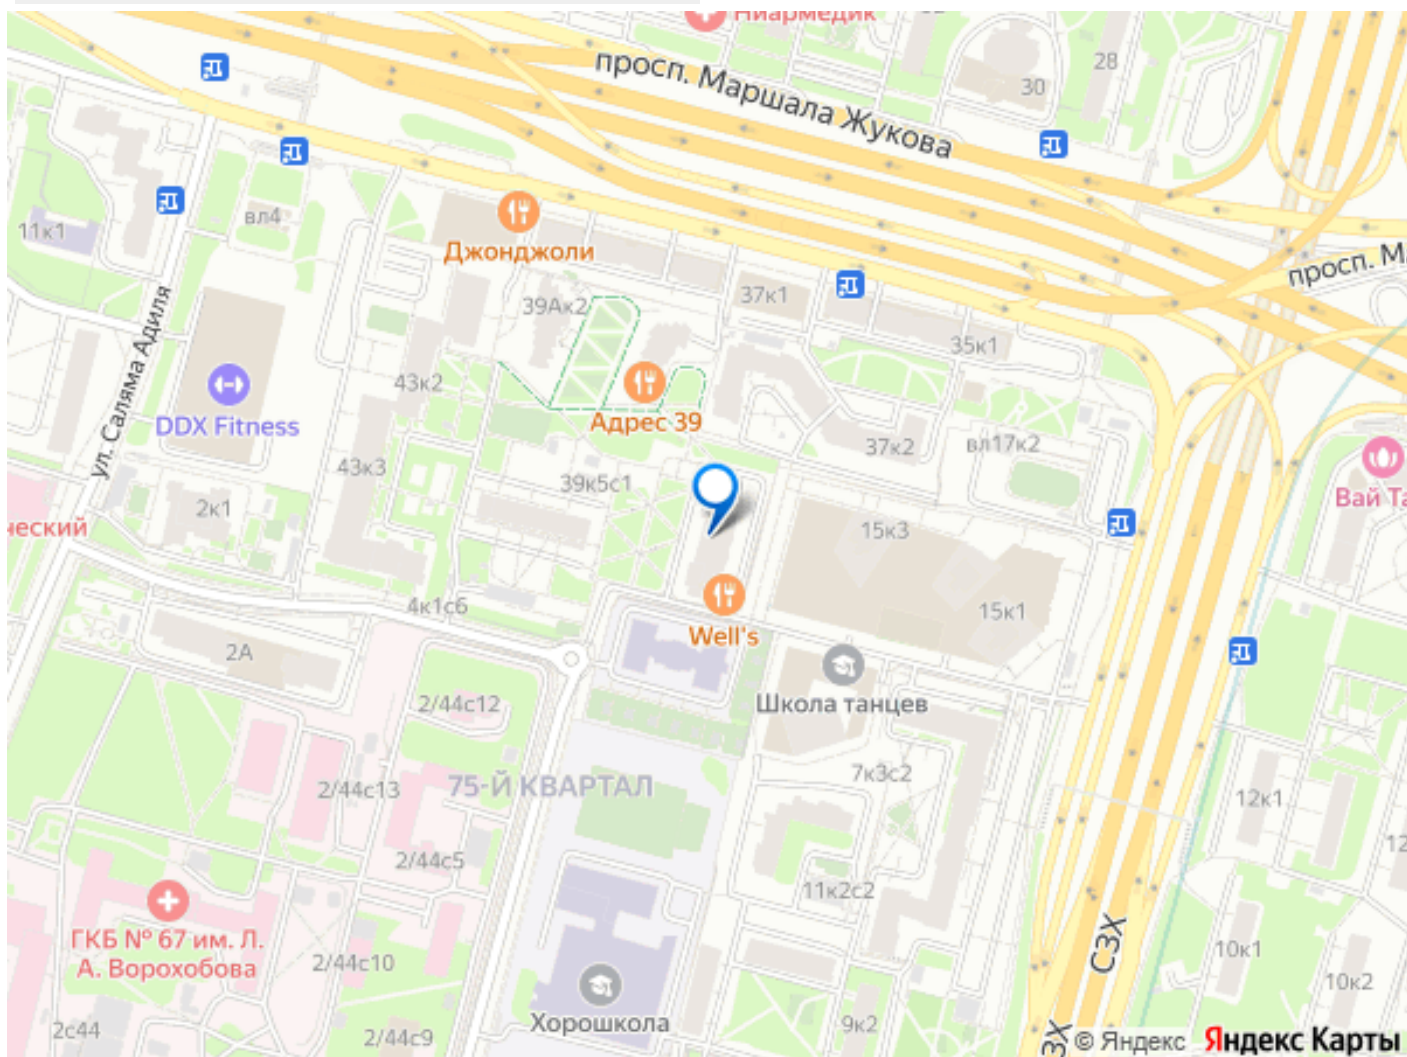 Ниармедик
28
30
просп. Маршала Жукова
11к1
вл4
Джонджоли
просп. М
39Ак2
37к1
35к1
ул. Саляма Адиля
DDX Fitness
43к2
Адрес 39
37к2
вл17к2
Вай Та
43к3
39к5с1
2к1
ческий
15к3
4к1с6
Well's
15к1
2А
2/44с12
Школа танцев
75-Й КВАРТАЛ
2/44с13
7к3с2
12к1
12
2/44с5
11к2с2
ГКБ № 67 им. Л.
А. Ворохобова
2/44с10
СЗХ
10к1
10к2
Хорошкола
2с44
2/44с9
9к2
ЗХ
© Яндекс Яндекс Карты